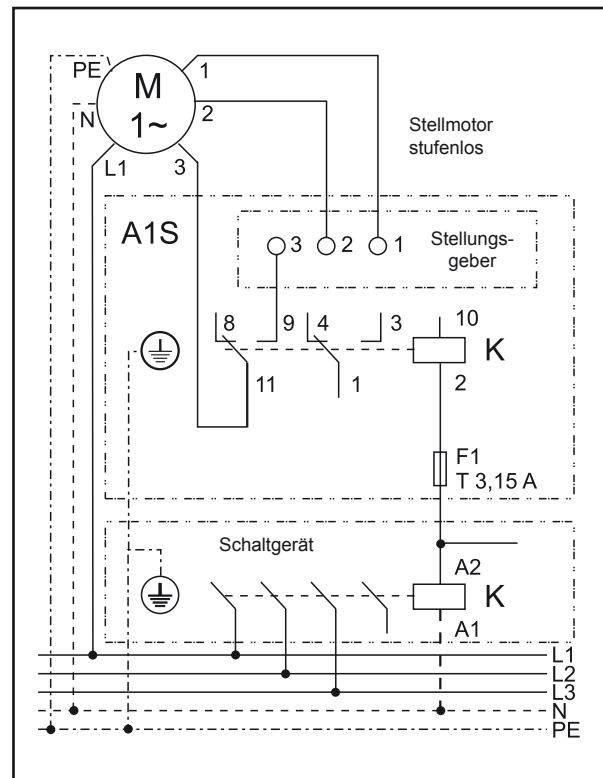 PE
1
M
1~
N
2
L1
3
Stellmotor
stufenlos
A1S
3
2
1
Stellungs-
geber
8
9
4
3
10
K
11
1
2
F1
T 3,15 A
Schaltgerät
A2
K
A1
L1
L2
L3
N
PE